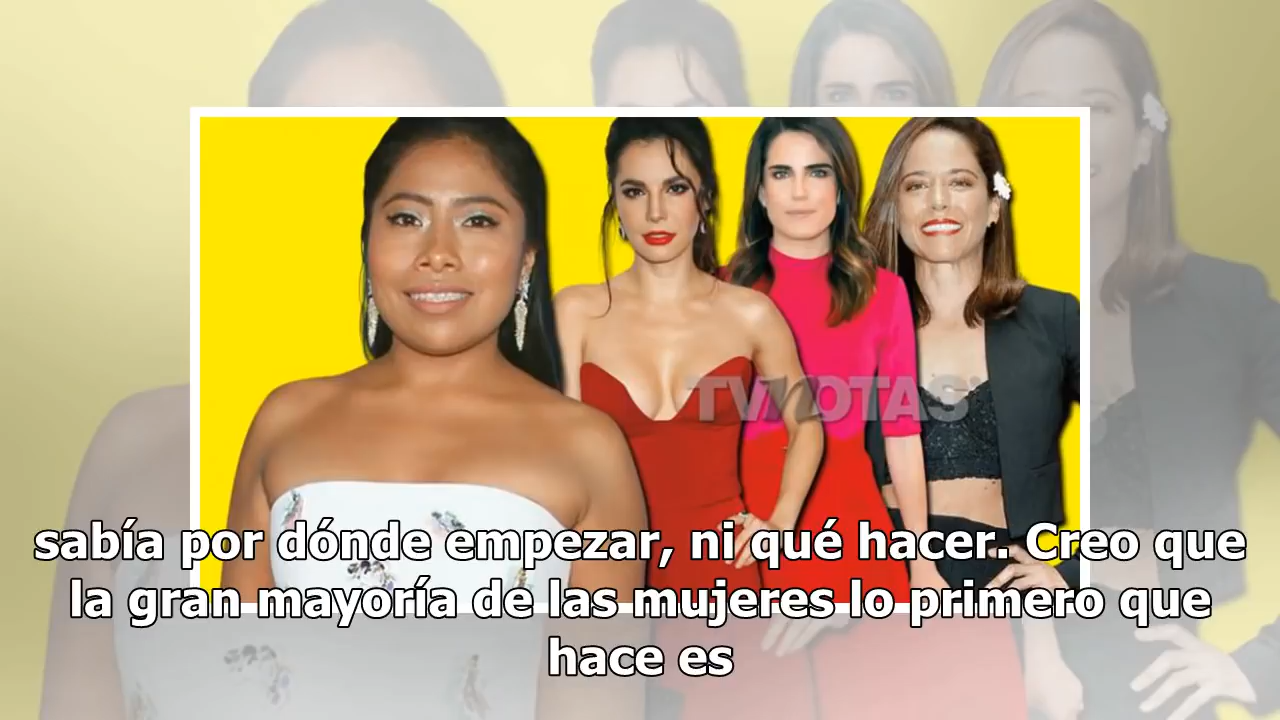 TVNOTAS
sabía por dónde empezar, ni qué hacer. Creo que
la gran mayoría de las mujeres lo primero que
hace es